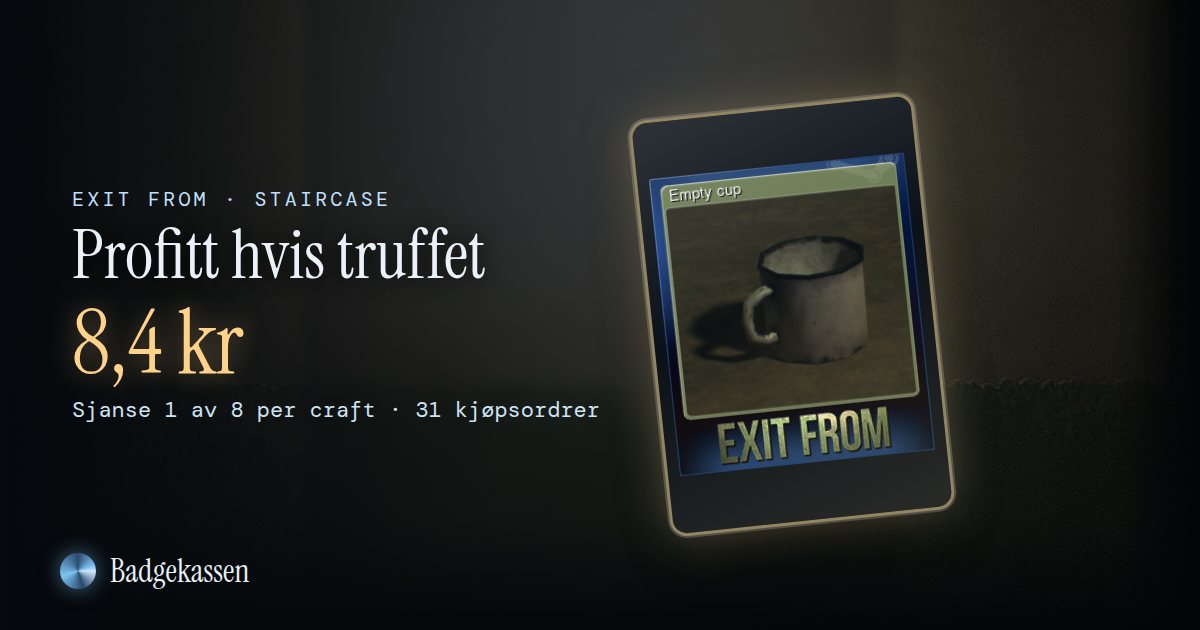 EXIT FROM · STAIRCASE
Profitt hvis truffet
8,4 kr
Sjanse 1 av 8 per craft · 31 kjøpsordrer
Badgekassen
Empty cup
EXIT FROM